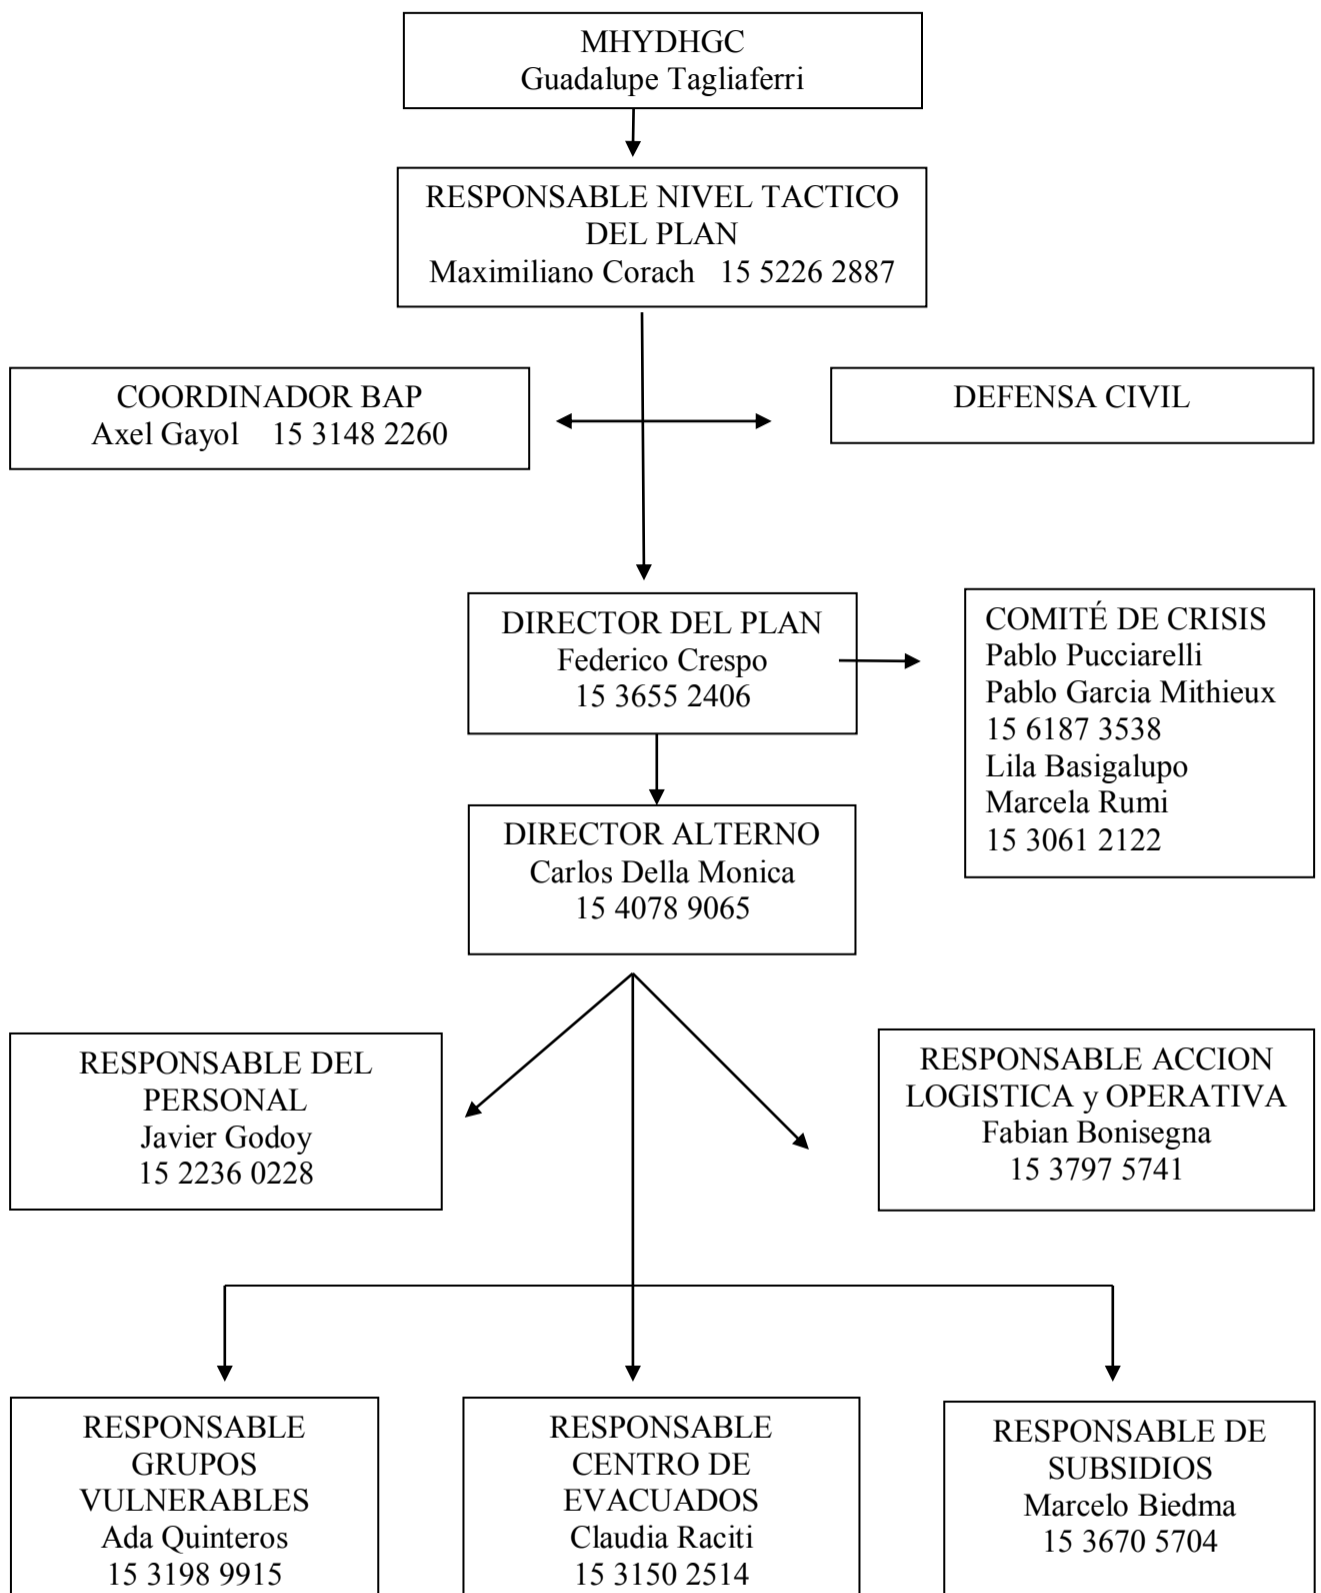 MHYDHGC
Guadalupe Tagliaferri
RESPONSABLE NIVEL TACTICO
DEL PLAN
Maximiliano Corach 15 5226 2887
COORDINADOR BAP
Axel Gayol 15 3148 2260
DEFENSA CIVIL
DIRECTOR DEL PLAN
Federico Crespo
15 3655 2406
COMITÉ DE CRISIS
Pablo Pucciarelli
Pablo Garcia Mithieux
15 6187 3538
Lila Basigalupo
Marcela Rumi
15 3061 2122
DIRECTOR ALTERNO
Carlos Della Monica
15 4078 9065
RESPONSABLE DEL
PERSONAL
Javier Godoy
15 2236 0228
RESPONSABLE ACCION
LOGISTICA y OPERATIVA
Fabian Bonisegna
15 3797 5741
RESPONSABLE
GRUPOS
VULNERABLES
Ada Quinteros
15 3198 9915
RESPONSABLE
CENTRO DE
EVACUADOS
Claudia Raciti
15 3150 2514
RESPONSABLE DE
SUBSIDIOS
Marcelo Biedma
15 3670 5704